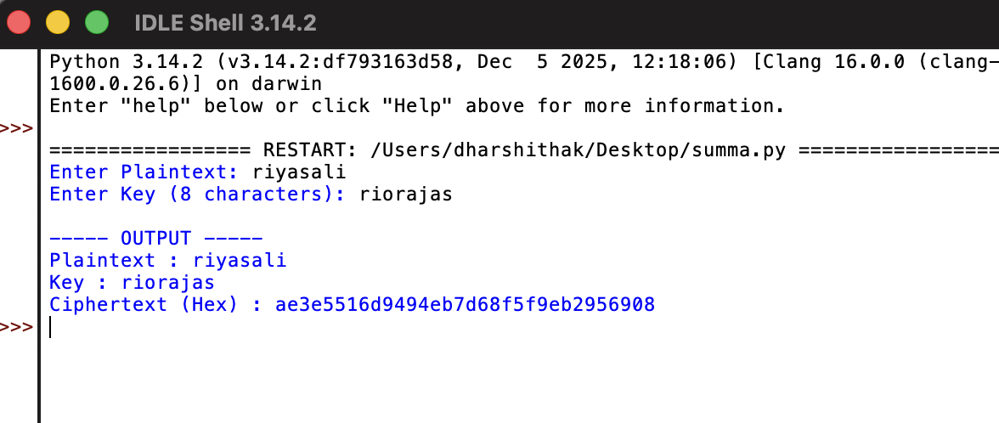 IDLE Shell 3.14.2
Python 3.14.2 (v3.14.2:df793163d58, Dec  5 2025, 12:18:06) [Clang 16.0.0 (clang-
1600.0.26.6)] on darwin
Enter "help" below or click "Help" above for more information.
>>>
================= RESTART: /Users/dharshithak/Desktop/summa.py =================
Enter Plaintext: riyasali
Enter Key (8 characters): riorajas
----- OUTPUT -----
Plaintext : riyasali
Key : riorajas
Ciphertext (Hex) : ae3e5516d9494eb7d68f5f9eb2956908
>>>